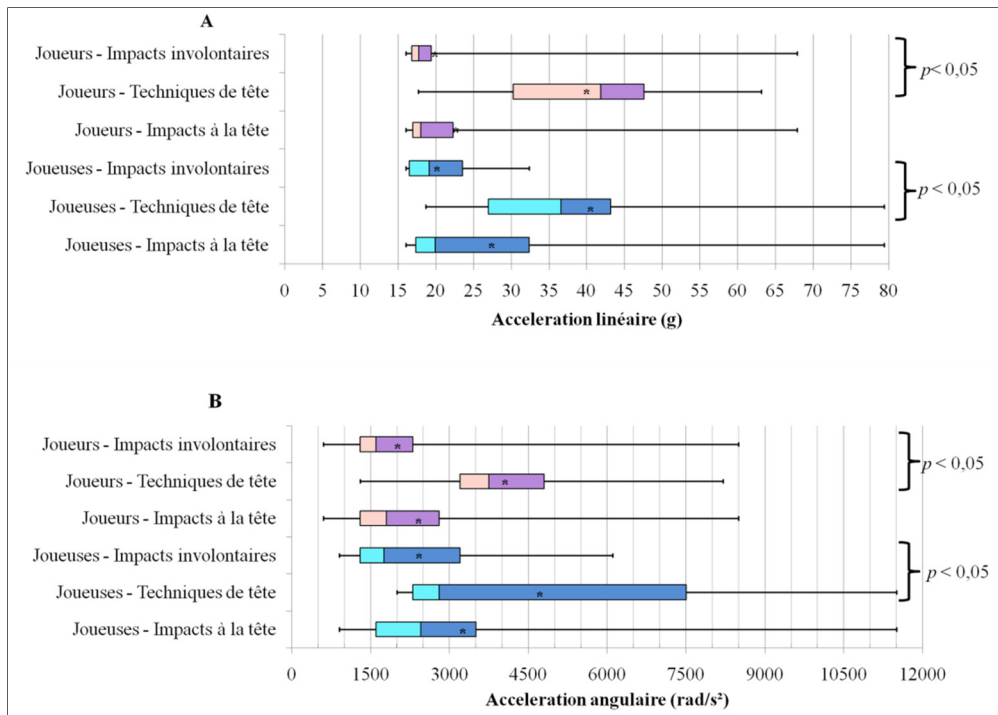 A
Joueurs - Impacts involontaires
p< 0,05
Joueurs - Techniques de tête
Joueurs - Impacts à la tête
Joueuses - Impacts involontaires
p < 0,05
Joueuses - Techniques de tête
Joueuses - Impacts à la tête
0 5 10 15 20 25 30 35 40 45 50 55 60 65 70 75 80
Acceleration linéaire (g)
B
Joueurs - Impacts involontaires
p < 0,05
Joueurs - Techniques de tête
Joueurs - Impacts à la tête
Joueuses - Impacts involontaires
p < 0,05
Joueuses - Techniques de tête
Joueuses - Impacts à la tête
0 1500 3000 4500 6000 7500 9000 10500 12000
Acceleration angulaire (rad/s²)